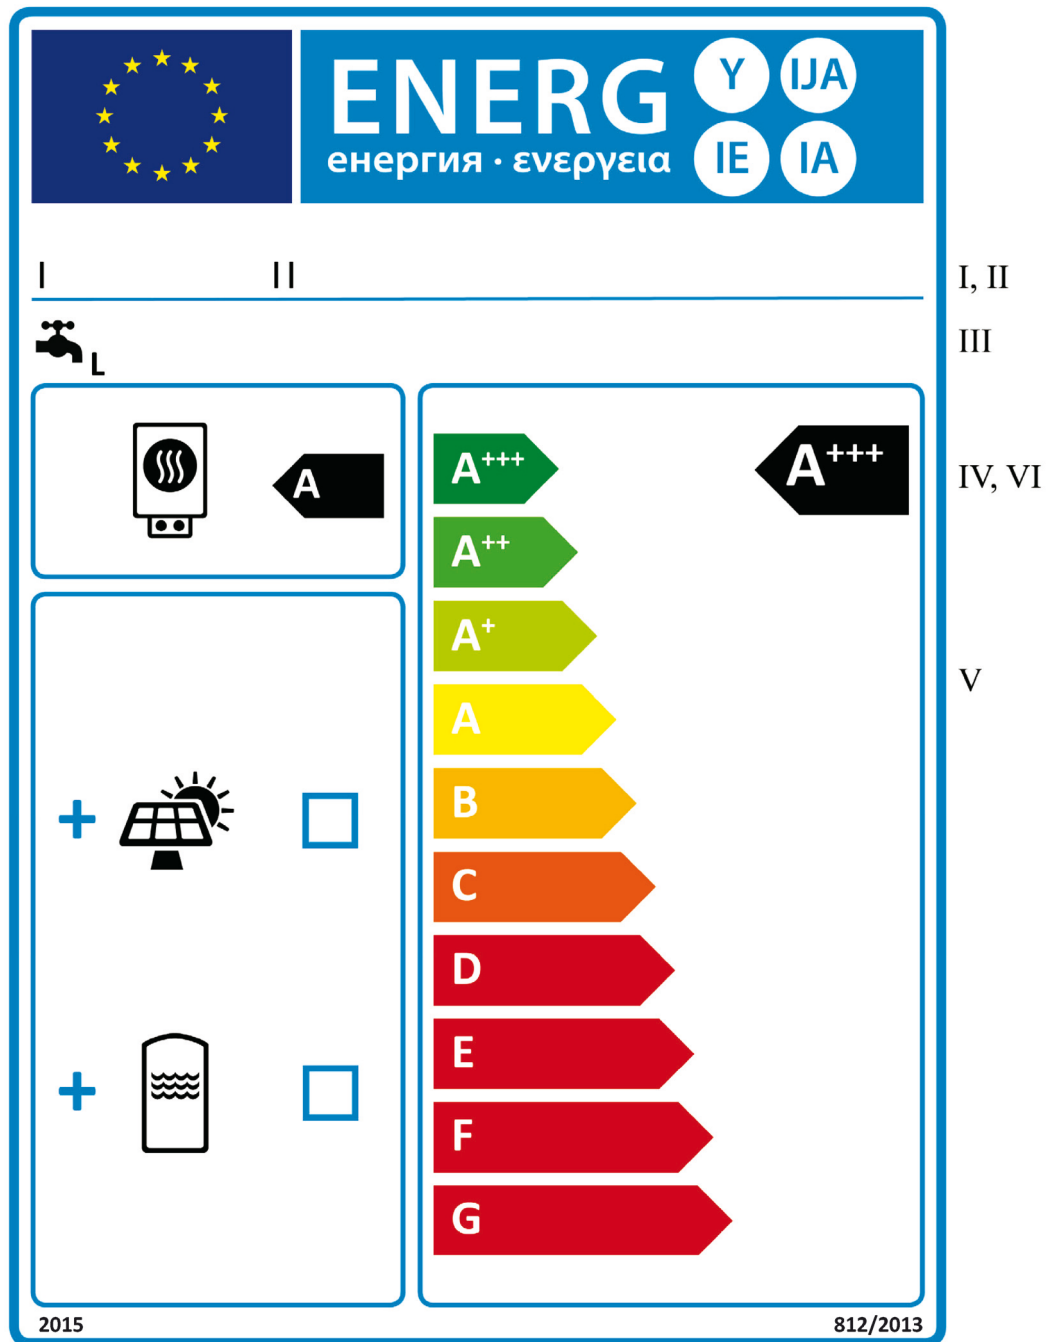 ENERG
енергия · ενεργεια
Y IJA
IE IA
I II
I, II
L
III
A
A+++
A+++
IV, VI
A++
A+
V
A
B
C
D
E
F
G
2015
812/2013